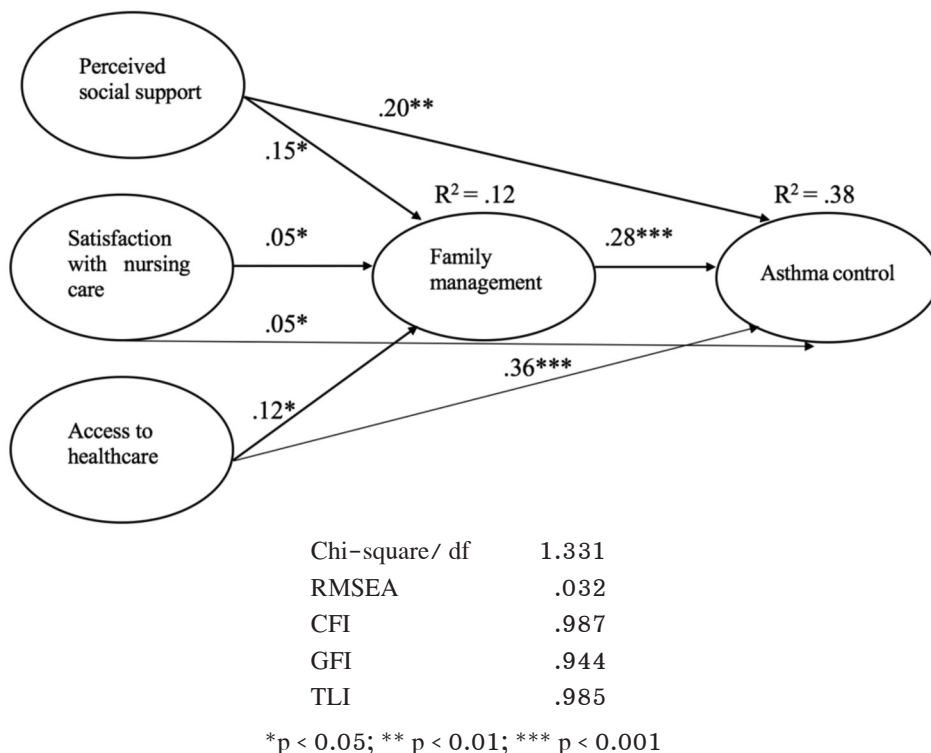 Perceived
social support
.20**
.15*
R² = .12
R² = .38
Satisfaction
with nursing
care
.05*
Family
management
.28***
Asthma control
.05*
.36***
.12*
Access to
healthcare
Chi-square/ df 1.331
RMSEA .032
CFI .987
GFI .944
TLI .985
*p < 0.05; ** p < 0.01; *** p < 0.001